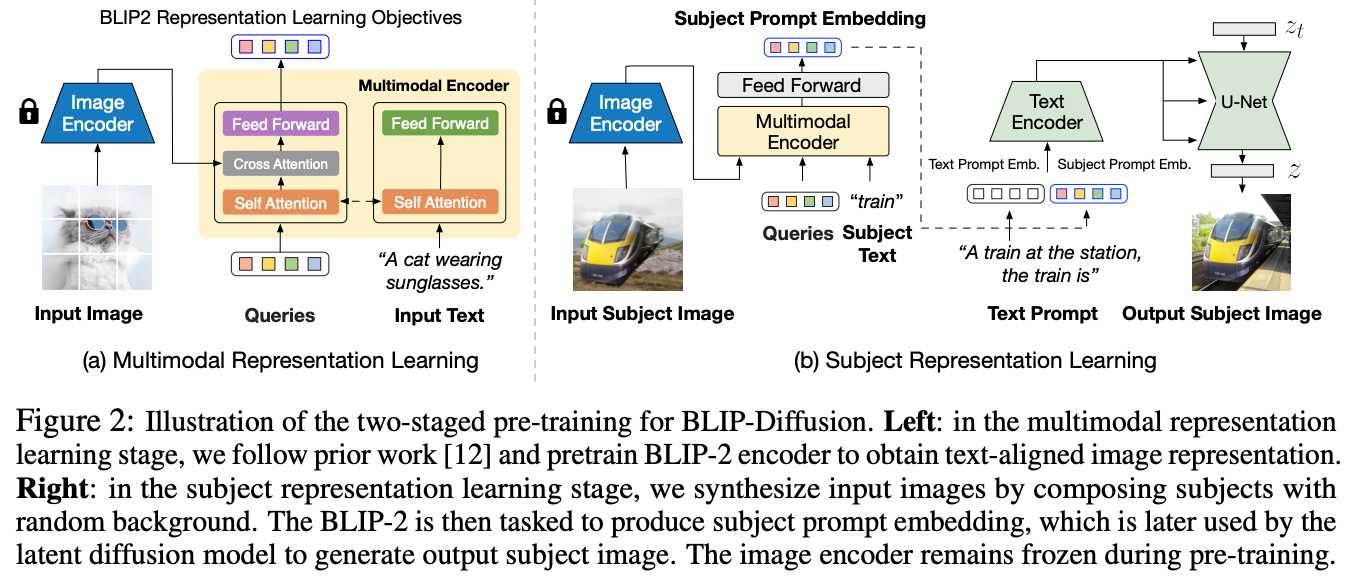 BLIP2 Representation Learning Objectives
Multimodal Encoder
Image
Encoder
Feed Forward
Feed Forward
Cross Attention
Self Attention
Self Attention
“A cat wearing
sunglasses.”
Input Image
Queries
Input Text
(a) Multimodal Representation Learning
Subject Prompt Embedding
Feed Forward
Image
Encoder
Multimodal
Encoder
“train”
Queries
Subject
Text
Input Subject Image
z_t
U-Net
Text
Encoder
Text Prompt Emb.
Subject Prompt Emb.
z
“A train at the station,
the train is”
Text Prompt
Output Subject Image
(b) Subject Representation Learning
Figure 2: Illustration of the two-staged pre-training for BLIP-Diffusion. Left: in the multimodal representation
learning stage, we follow prior work [12] and pretrain BLIP-2 encoder to obtain text-aligned image representation.
Right: in the subject representation learning stage, we synthesize input images by composing subjects with
random background. The BLIP-2 is then tasked to produce subject prompt embedding, which is later used by the
latent diffusion model to generate output subject image. The image encoder remains frozen during pre-training.